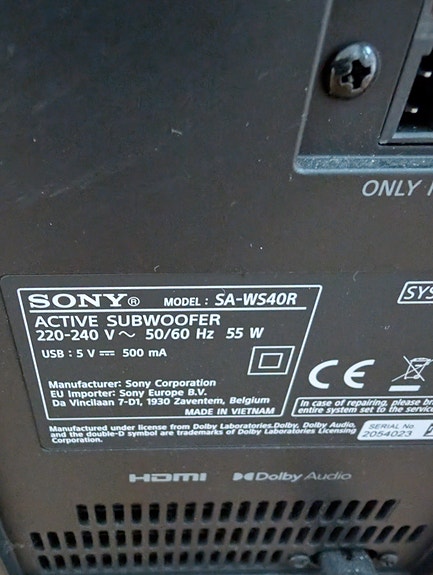 ONLY
SONY® MODEL : SA-WS40R
ACTIVE SUBWOOFER
220-240 V ~ 50/60 Hz 55 W
USB : 5 V ⎓ 500 mA
Manufacturer: Sony Corporation
EU Importer: Sony Europe B.V.
Da Vincilaan 7-D1, 1930 Zaventem, Belgium
MADE IN VIETNAM
SYS
CE
In case of repairing, please br
entire system set to the servic
SERIAL No.
2054023
Manufactured under license from Dolby Laboratories.Dolby, Dolby Audio,
and the double-D symbol are trademarks of Dolby Laboratories Licensing
Corporation.
HDMI Dolby Audio